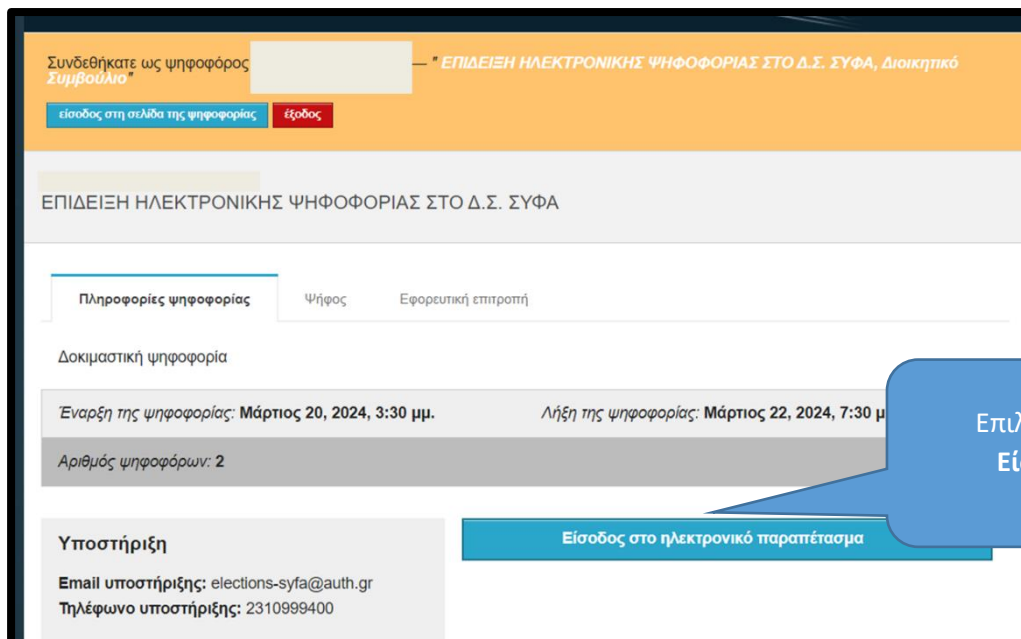 Συνδεθήκατε ως ψηφοφόρος — " ΕΠΙΔΕΙΞΗ ΗΛΕΚΤΡΟΝΙΚΗΣ ΨΗΦΟΦΟΡΙΑΣ ΣΤΟ Δ.Σ. ΣΥΦΑ, Διοικητικό
Συμβούλιο"
είσοδος στη σελίδα της ψηφοφορίας έξοδος
ΕΠΙΔΕΙΞΗ ΗΛΕΚΤΡΟΝΙΚΗΣ ΨΗΦΟΦΟΡΙΑΣ ΣΤΟ Δ.Σ. ΣΥΦΑ
Πληροφορίες ψηφοφορίας Ψήφος Εφορευτική επιτροπή
Δοκιμαστική ψηφοφορία
Έναρξη της ψηφοφορίας: Μάρτιος 20, 2024, 3:30 μμ. Λήξη της ψηφοφορίας: Μάρτιος 22, 2024, 7:30 μ
Αριθμός ψηφοφόρων: 2
Υποστήριξη
Email υποστήριξης: elections-syfa@auth.gr
Τηλέφωνο υποστήριξης: 2310999400
Είσοδος στο ηλεκτρονικό παραπέτασμα